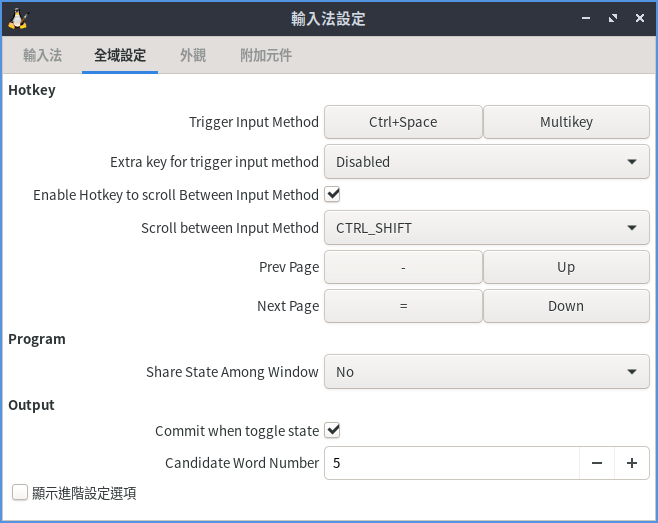 輸入法設定
輸入法 全域設定 外觀 附加元件
Hotkey
Trigger Input Method Ctrl+Space Multikey
Extra key for trigger input method Disabled
Enable Hotkey to scroll Between Input Method
Scroll between Input Method CTRL_SHIFT
Prev Page - Up
Next Page = Down
Program
Share State Among Window No
Output
Commit when toggle state
Candidate Word Number 5
顯示進階設定選項